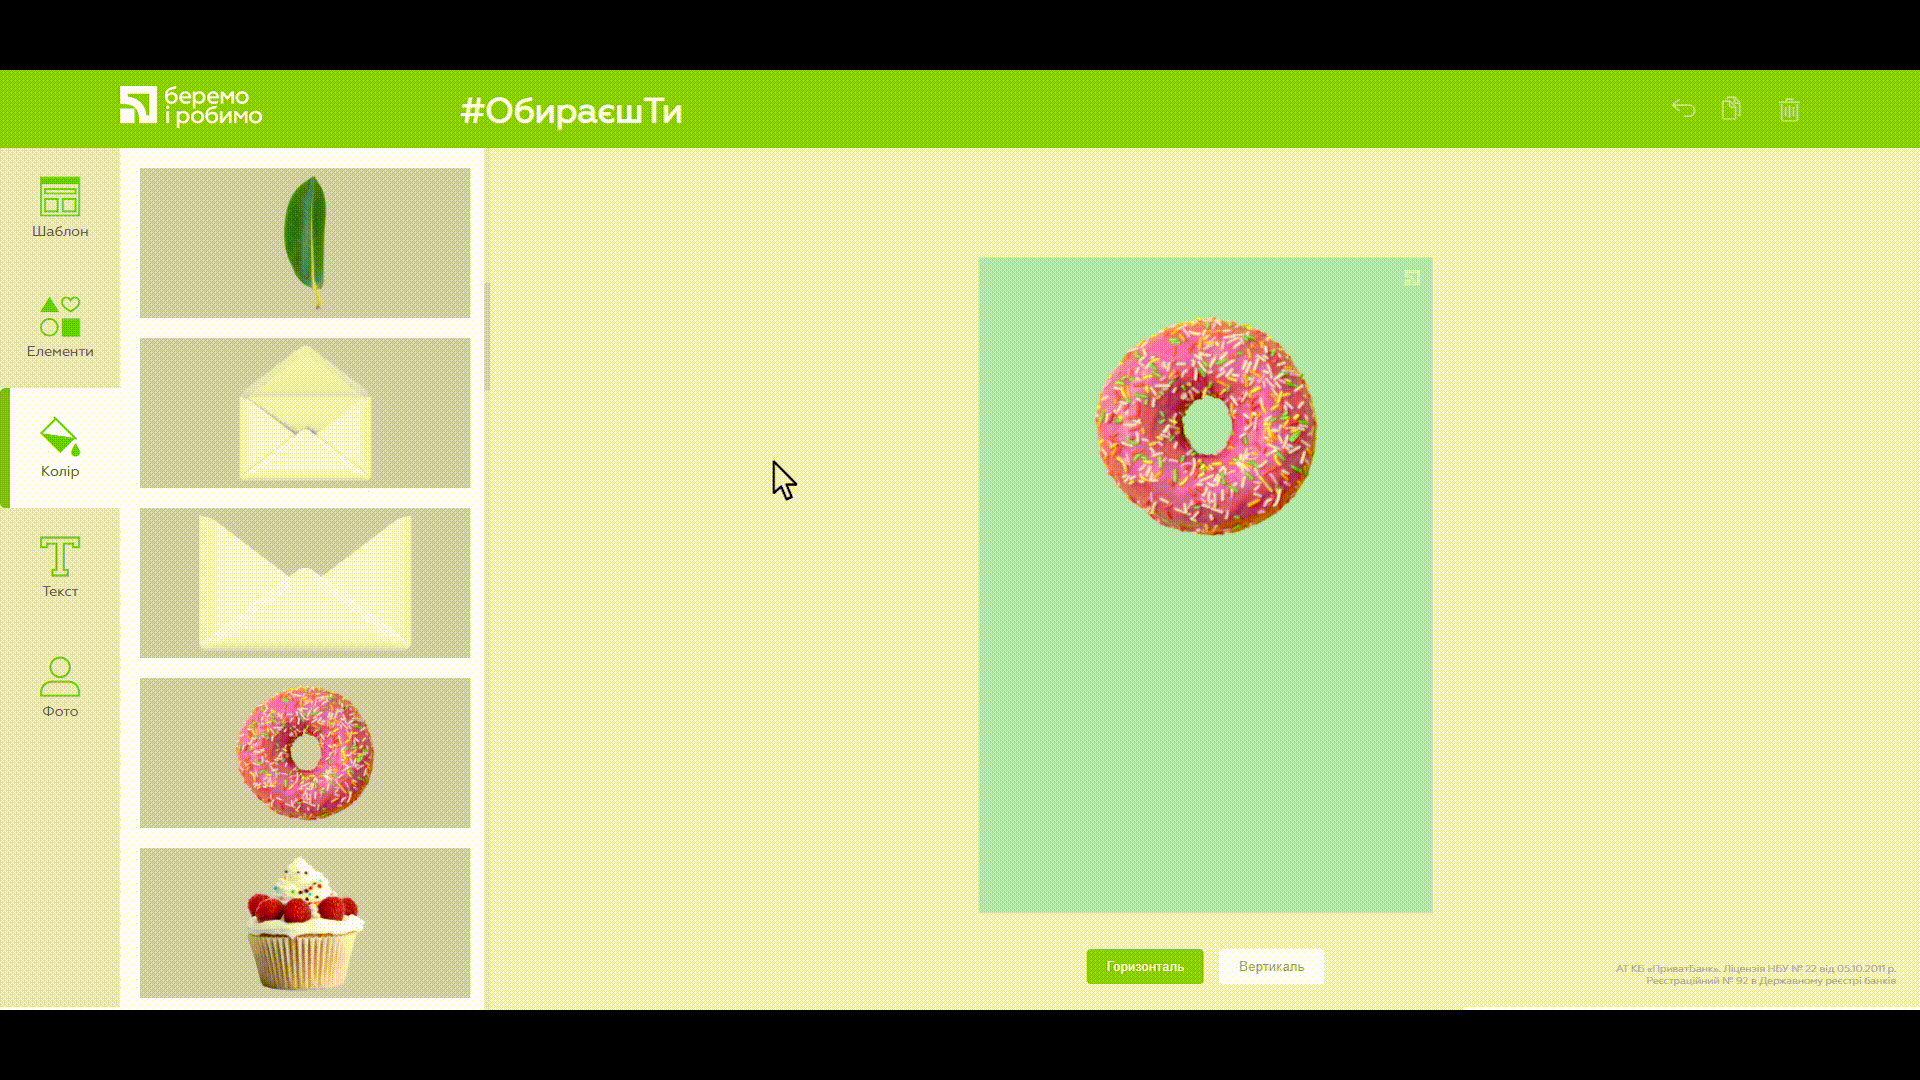 беремо
і робимо
#ОбираєшТи
Шаблон
Елементи
Колір
Текст
Фото
Горизонталь
Вертикаль
АТ КБ «ПриватБанк». Ліцензія НБУ № 22 від 05.10.2011 р.
Реєстраційний № 92 в Державному реєстрі банків